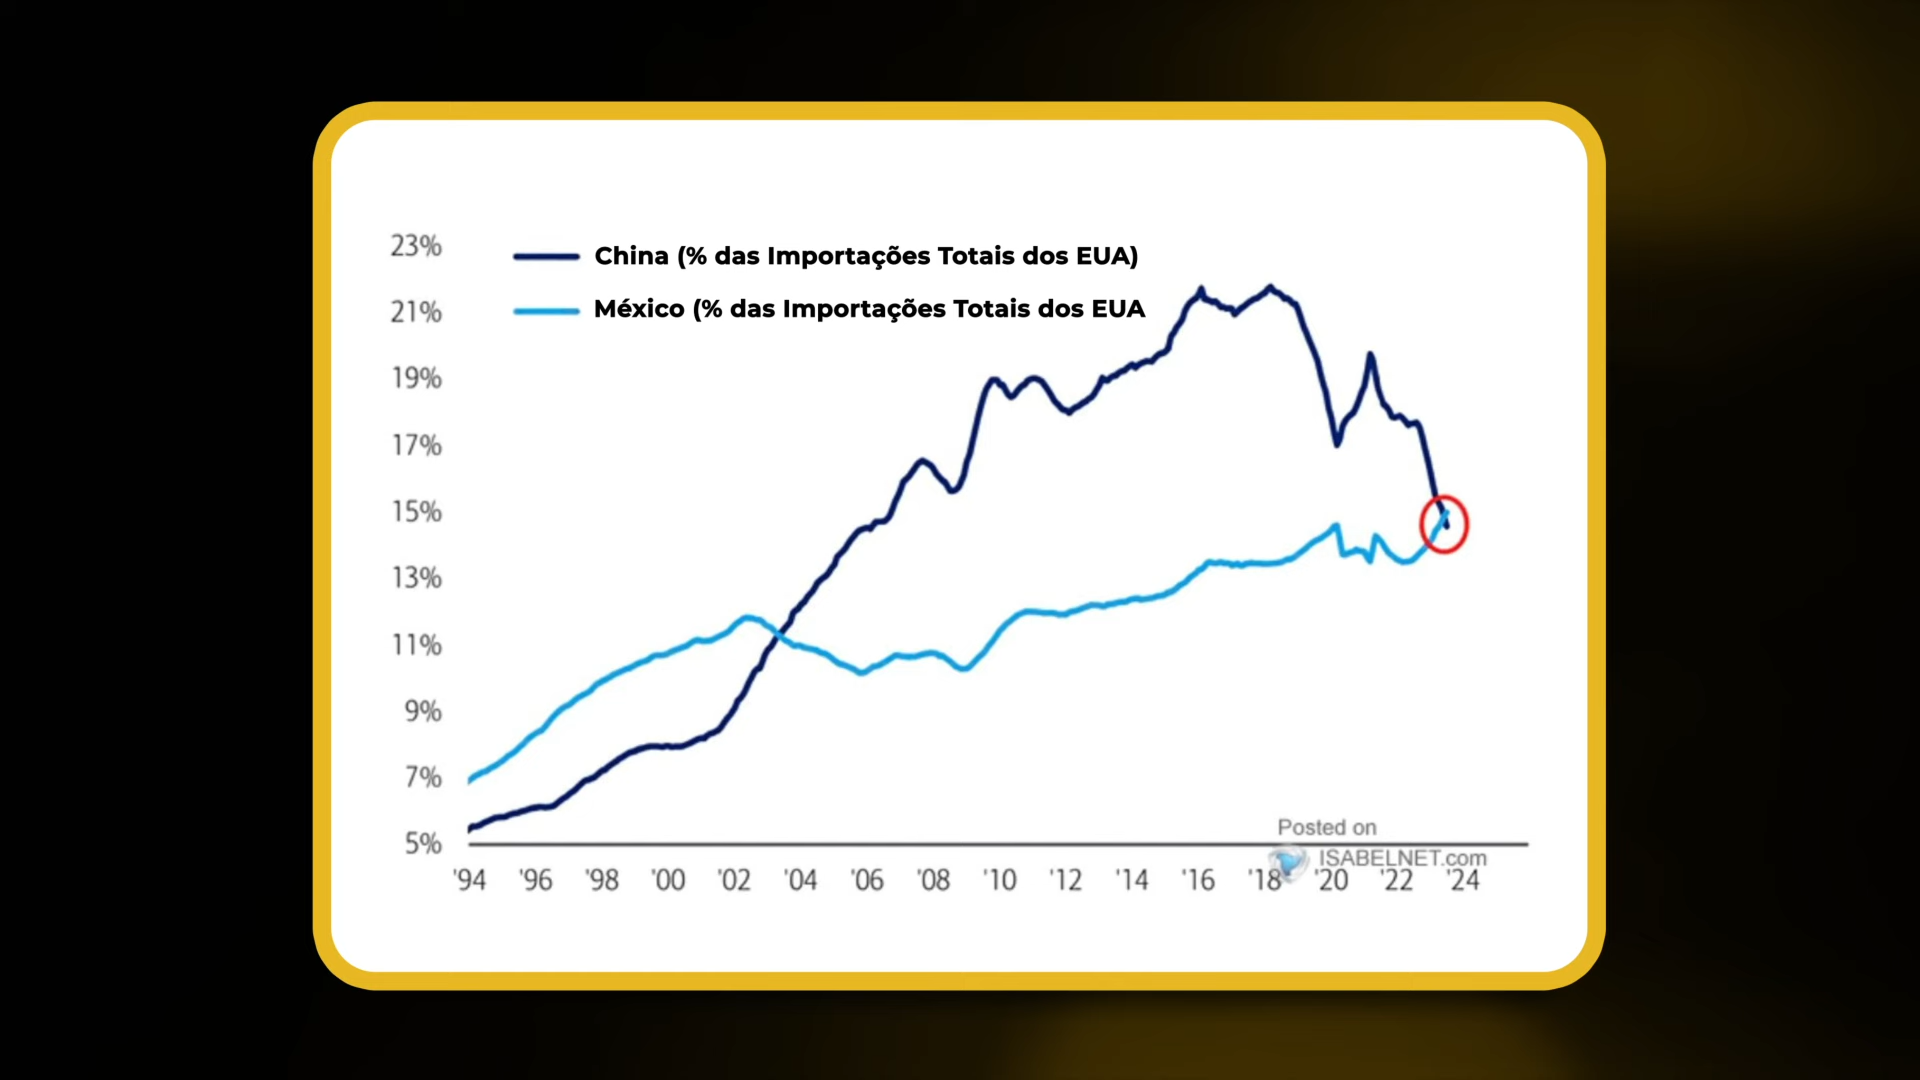 23%
China (% das Importações Totais dos EUA)
México (% das Importações Totais dos EUA
21%
19%
17%
15%
13%
11%
9%
7%
5%
Posted on
ISABELNET.com
'94 '96 '98 '00 '02 '04 '06 '08 '10 '12 '14 '16 '18 '20 '22 '24